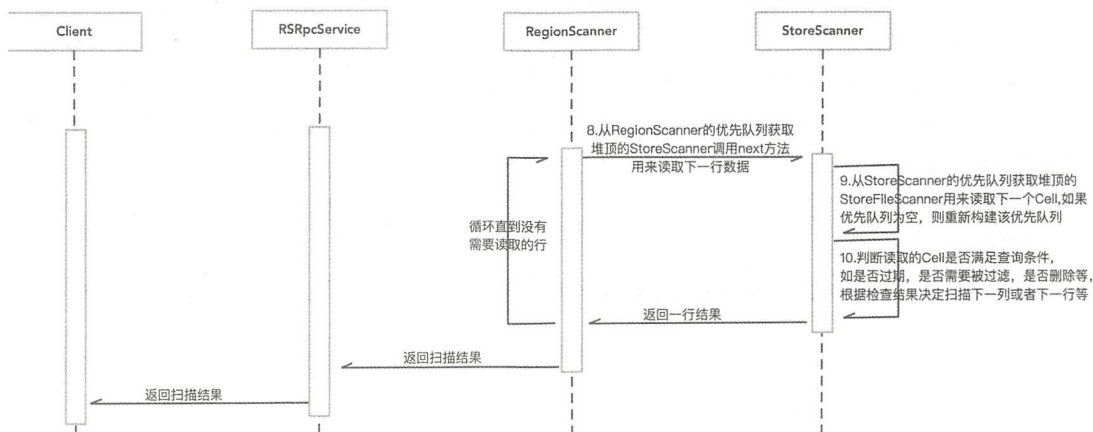 Client
RSRpcService
RegionScanner
StoreScanner
8.从RegionScanner的优先队列获取
堆顶的StoreScanner调用next方法
用来读取下一行数据
9.从StoreScanner的优先队列获取堆顶的
StoreFileScanner用来读取下一个Cell,如果
优先队列为空，则重新构建该优先队列
循环直到没有
需要读取的行
10.判断读取的Cell是否满足查询条件，
如是否过期，是否需要被过滤，是否删除等，
根据检查结果决定扫描下一列或者下一行等
返回一行结果
返回扫描结果
返回扫描结果